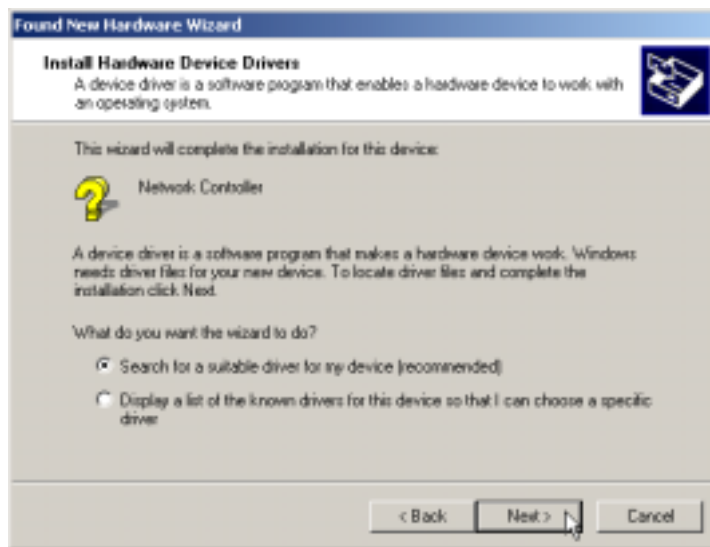 Found New Hardware Wizard
Install Hardware Device Drivers
A device driver is a software program that enables a hardware device to work with
an operating system.
This wizard will complete the installation for this device:
Network Controller
A device driver is a software program that makes a hardware device work. Windows
needs driver files for your new device. To locate driver files and complete the
installation click Next.
What do you want the wizard to do?
Search for a suitable driver for my device (recommended)
Display a list of the known drivers for this device so that I can choose a specific
driver
< Back
Next >
Cancel